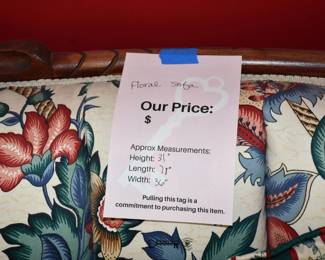 Floral Sofa
Our Price:
$
Approx Measurements:
Height: 31"
Length: 78"
Width: 36"
Pulling this tag is a
commitment to purchasing this item.